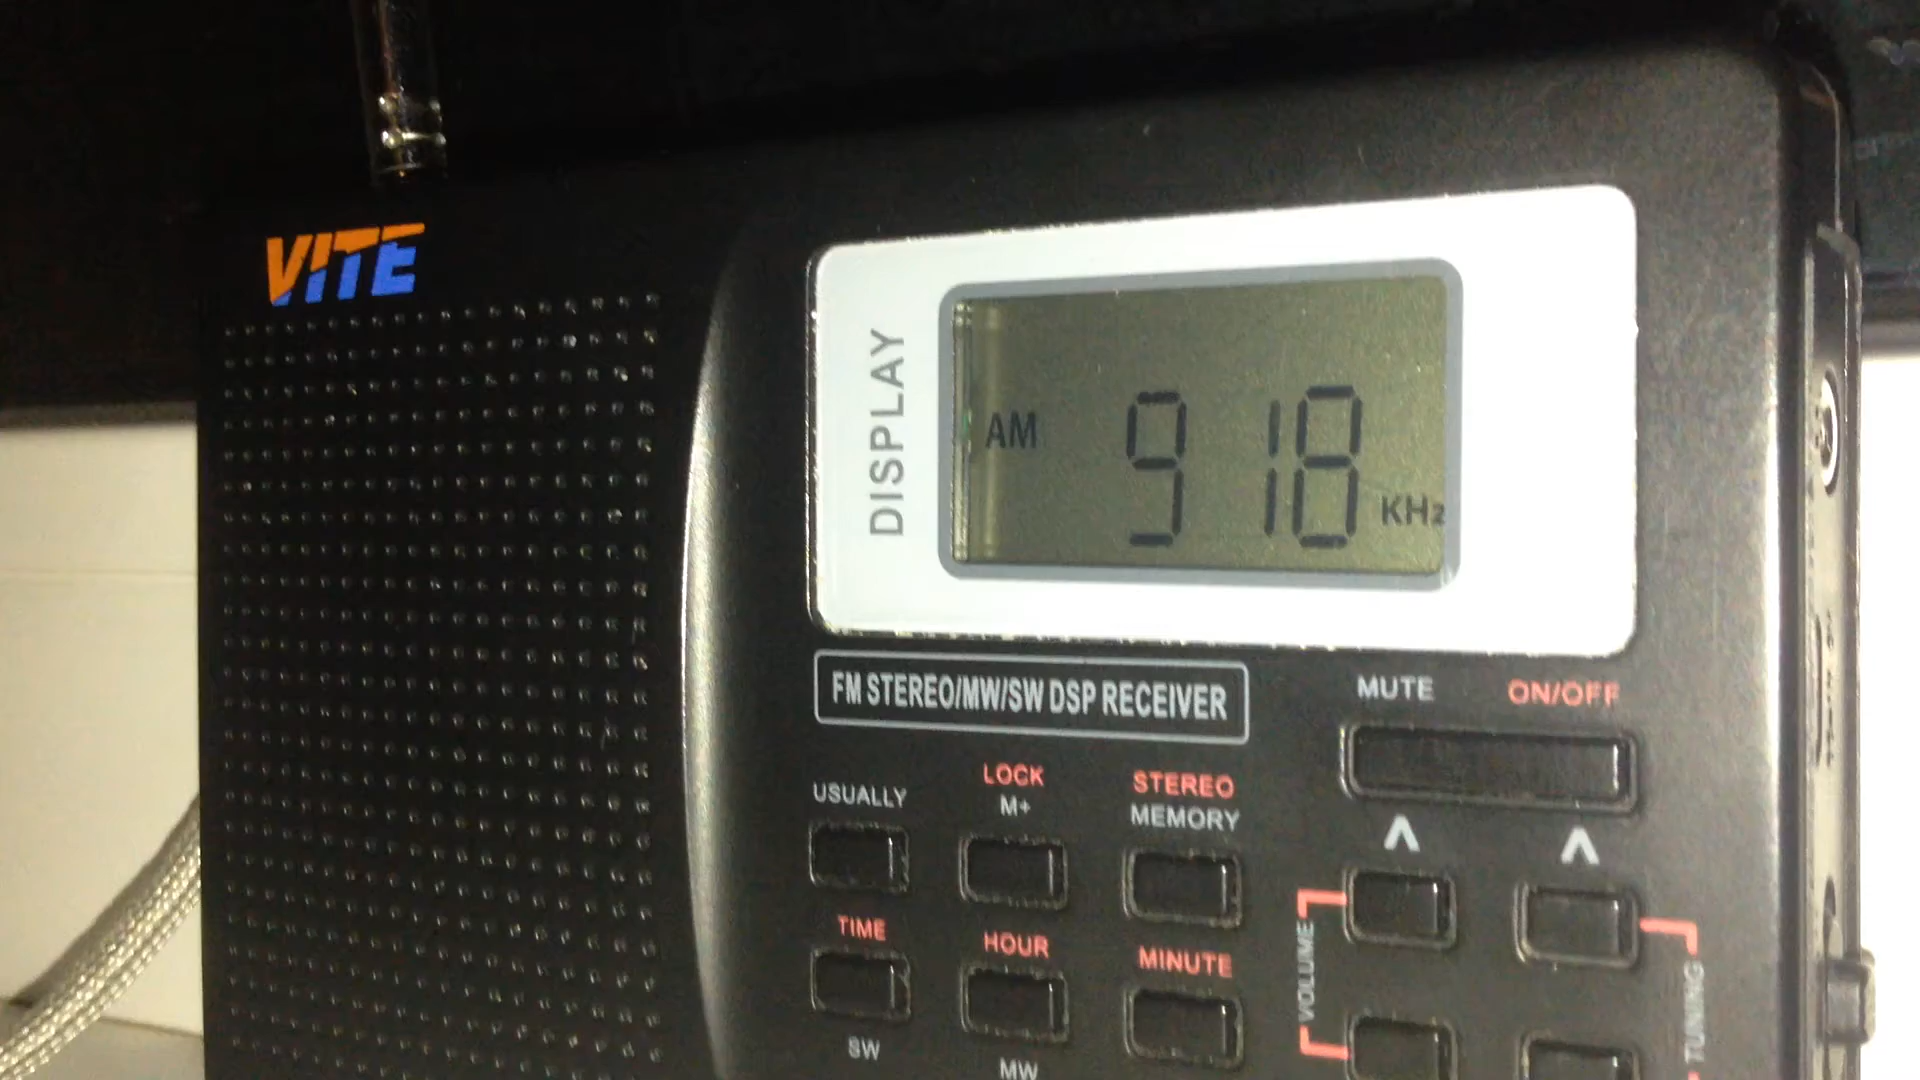 VITE
DISPLAY
AM 918 KHz
FM STEREO/MW/SW DSP RECEIVER
MUTE ON/OFF
USUALLY
LOCK
M+
STEREO
MEMORY
TIME
HOUR
MINUTE
VOLUME
TUNING
SW
MW